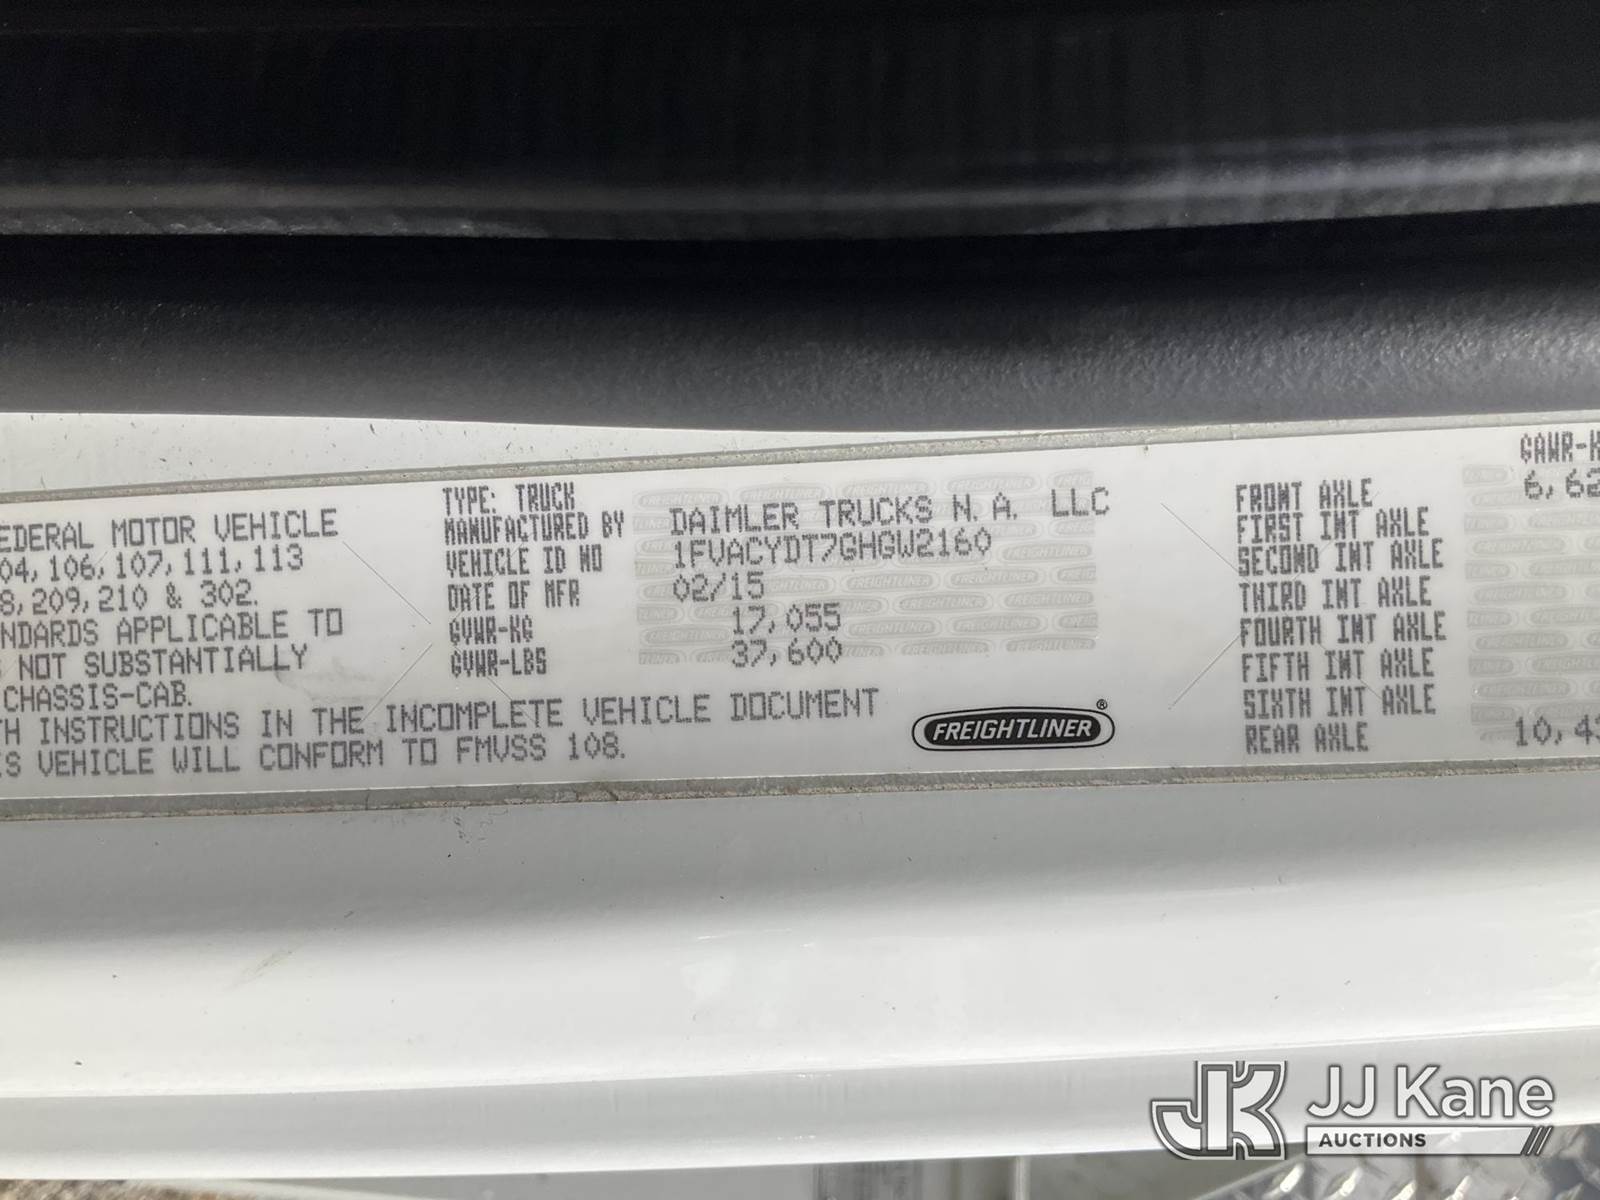 EDERAL MOTOR VEHICLE
04, 106, 107, 111, 113
8, 209, 210 & 302.
NDARDS APPLICABLE TO
NOT SUBSTANTIALLY
CHASSIS-CAB.
TH INSTRUCTIONS IN THE INCOMPLETE VEHICLE DOCUMENT
IS VEHICLE WILL CONFORM TO FMVSS 108.
TYPE: TRUCK
MANUFACTURED BY DAIMLER TRUCKS N.A. LLC
VEHICLE ID NO 1FVACYDT7GHGW2160
DATE OF MFR 02/15
GVWR-KG 17,055
GVWR-LBS 37,600
FREIGHTLINER®
GAWR-K
FRONT AXLE 6,62
FIRST INT AXLE
SECOND INT AXLE
THIRD INT AXLE
FOURTH INT AXLE
FIFTH INT AXLE
SIXTH INT AXLE
REAR AXLE 10,43
JK JJ Kane
AUCTIONS